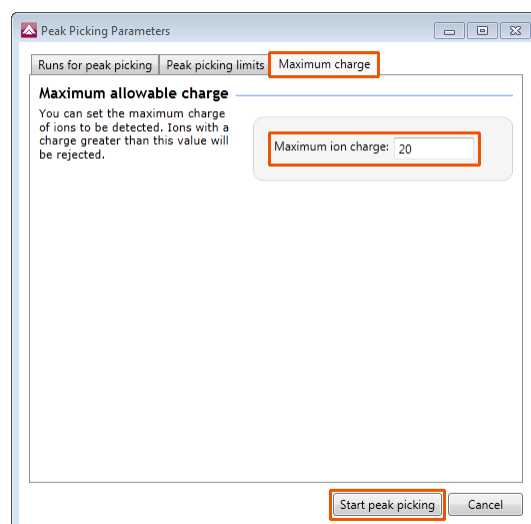 Peak Picking Parameters
Runs for peak picking Peak picking limits Maximum charge
Maximum allowable charge
You can set the maximum charge
of ions to be detected. Ions with a
charge greater than this value will
be rejected.
Maximum ion charge: 20
Start peak picking Cancel